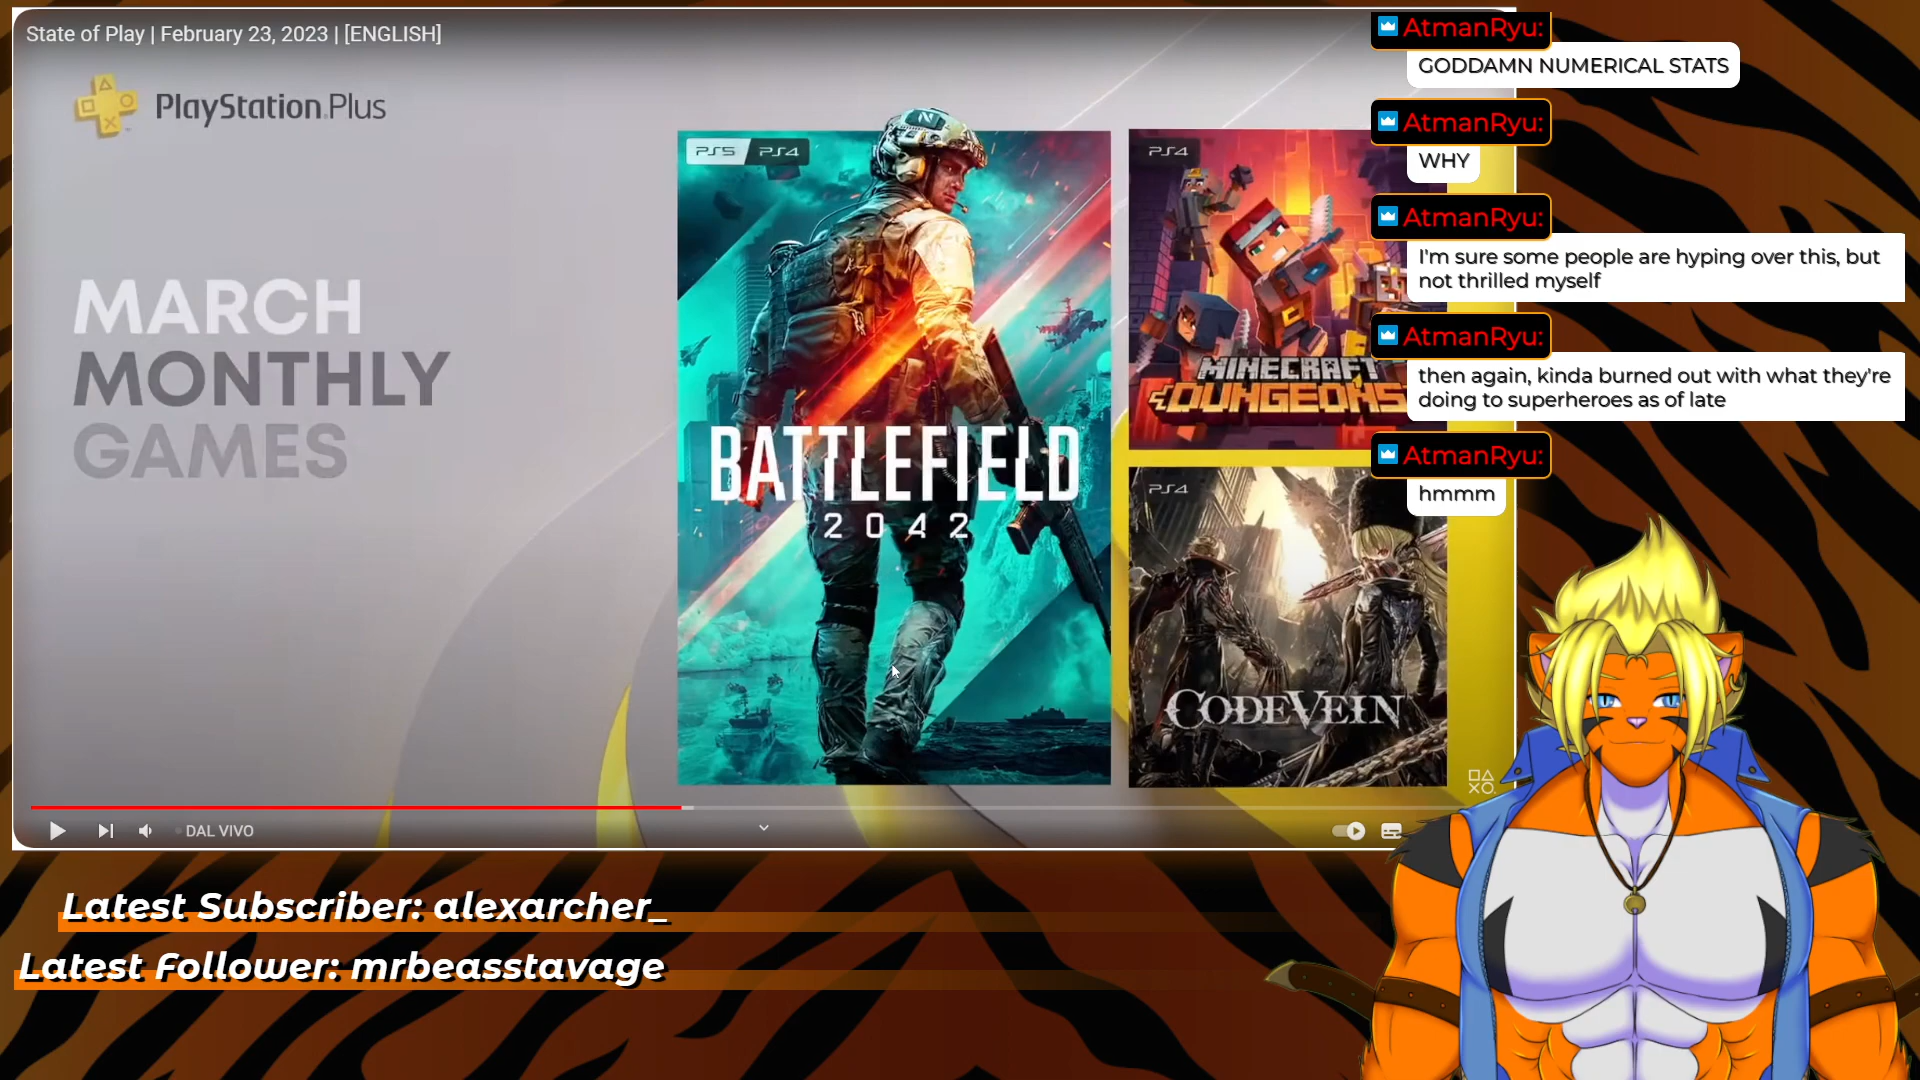 State of Play | February 23, 2023 | [ENGLISH]
PlayStation.Plus
MARCH
MONTHLY
GAMES
PS5 PS4
BATTLEFIELD
2042
PS4
MINECRAFT
DUNGEONS
PS4
CODE VEIN
DAL VIVO
AtmanRyu:
GODDAMN NUMERICAL STATS
AtmanRyu:
WHY
AtmanRyu:
I'm sure some people are hyping over this, but
not thrilled myself
AtmanRyu:
then again, kinda burned out with what they're
doing to superheroes as of late
AtmanRyu:
hmmm
Latest Subscriber: alexarcher_
Latest Follower: mrbeasstavage